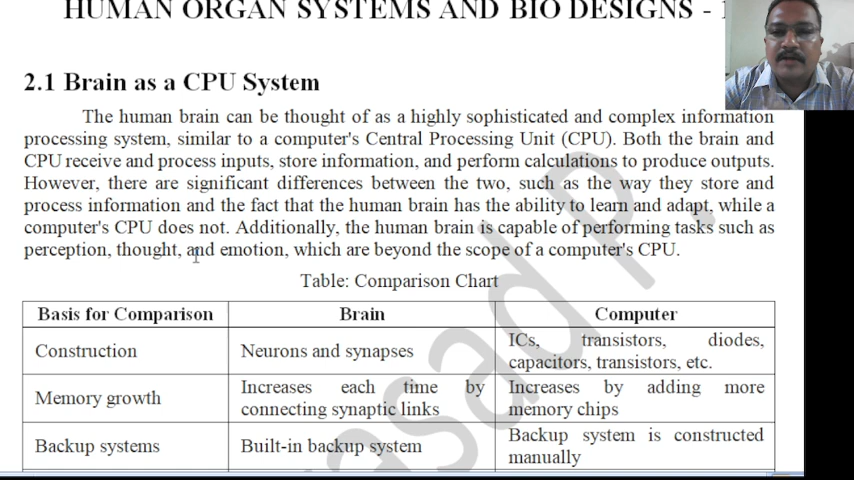 HUMAN ORGAN SYSTEMS AND BIO DESIGNS -
2.1 Brain as a CPU System
The human brain can be thought of as a highly sophisticated and complex information
processing system, similar to a computer's Central Processing Unit (CPU). Both the brain and
CPU receive and process inputs, store information, and perform calculations to produce outputs.
However, there are significant differences between the two, such as the way they store and
process information and the fact that the human brain has the ability to learn and adapt, while a
computer's CPU does not. Additionally, the human brain is capable of performing tasks such as
perception, thought, and emotion, which are beyond the scope of a computer's CPU.
Table: Comparison Chart
Basis for Comparison Brain Computer
Construction Neurons and synapses ICs, transistors, diodes,
capacitors, transistors, etc.
Memory growth Increases each time by Increases by adding more
connecting synaptic links memory chips
Backup systems Built-in backup system Backup system is constructed
manually